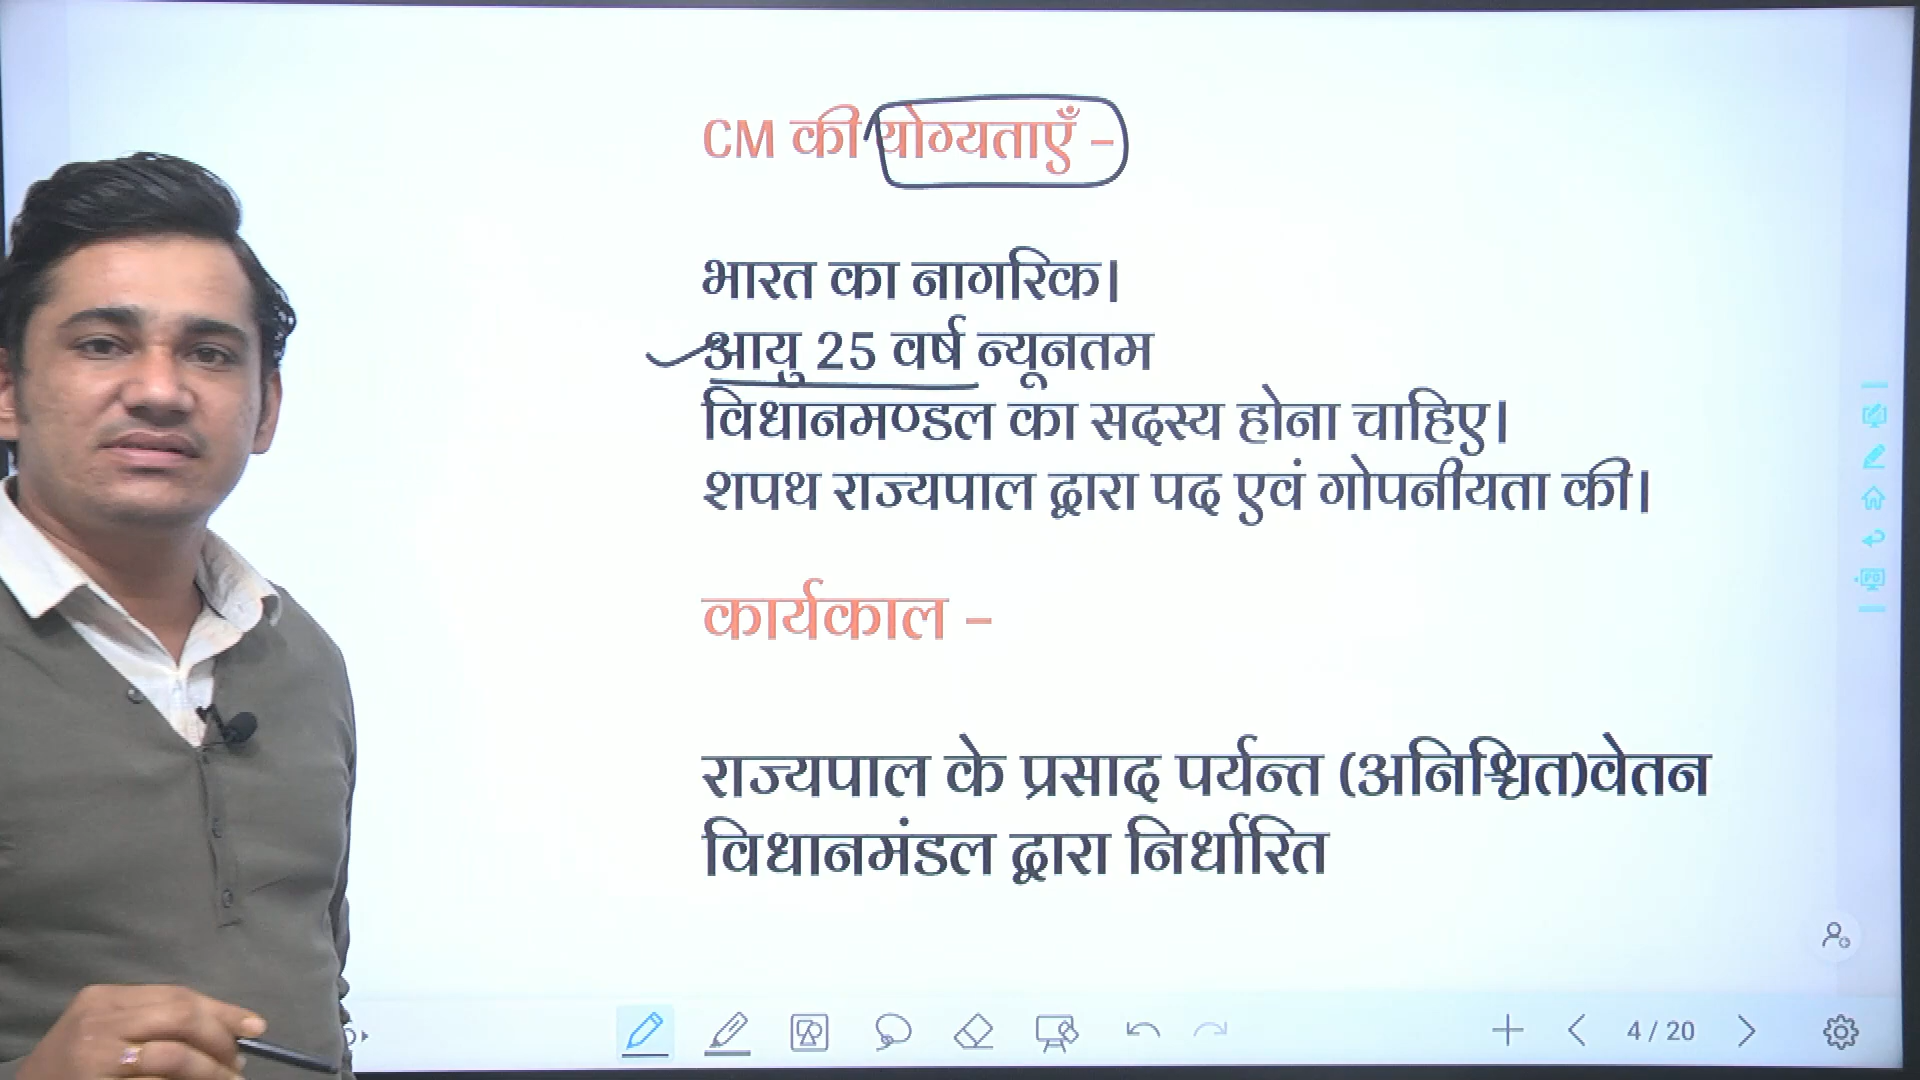 CM की योग्यताएँ –
भारत का नागरिक।
आयु 25 वर्ष न्यूनतम
विधानमण्डल का सदस्य होना चाहिए।
शपथ राज्यपाल द्वारा पद एवं गोपनीयता की।
कार्यकाल –
राज्यपाल के प्रसाद पर्यन्त (अनिश्चित)वेतन
विधानमंडल द्वारा निर्धारित
4 / 20